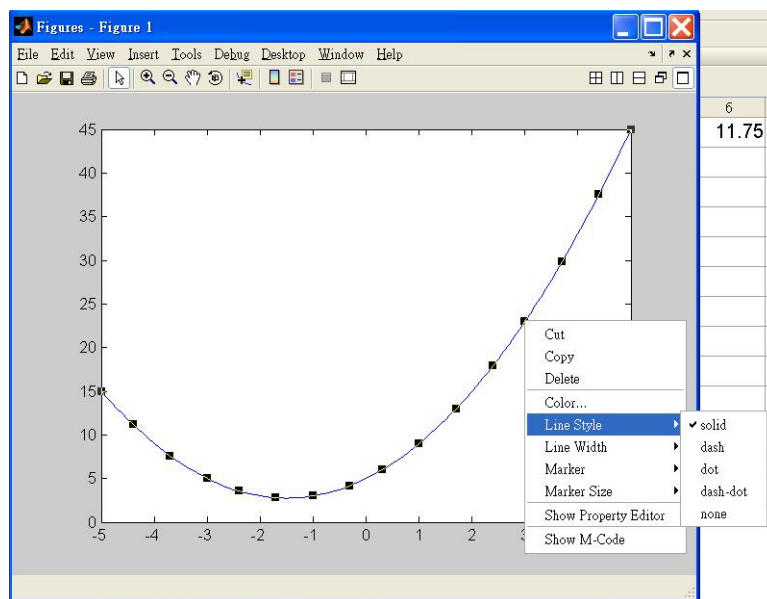 Figures - Figure 1
File Edit View Insert Tools Debug Desktop Window Help
6
11.75
45
40
35
30
25
20
15
10
5
0
-5 -4 -3 -2 -1 0 1 2 3
Cut
Copy
Delete
Color...
Line Style
Line Width
Marker
Marker Size
Show Property Editor
Show M-Code
solid
dash
dot
dash-dot
none